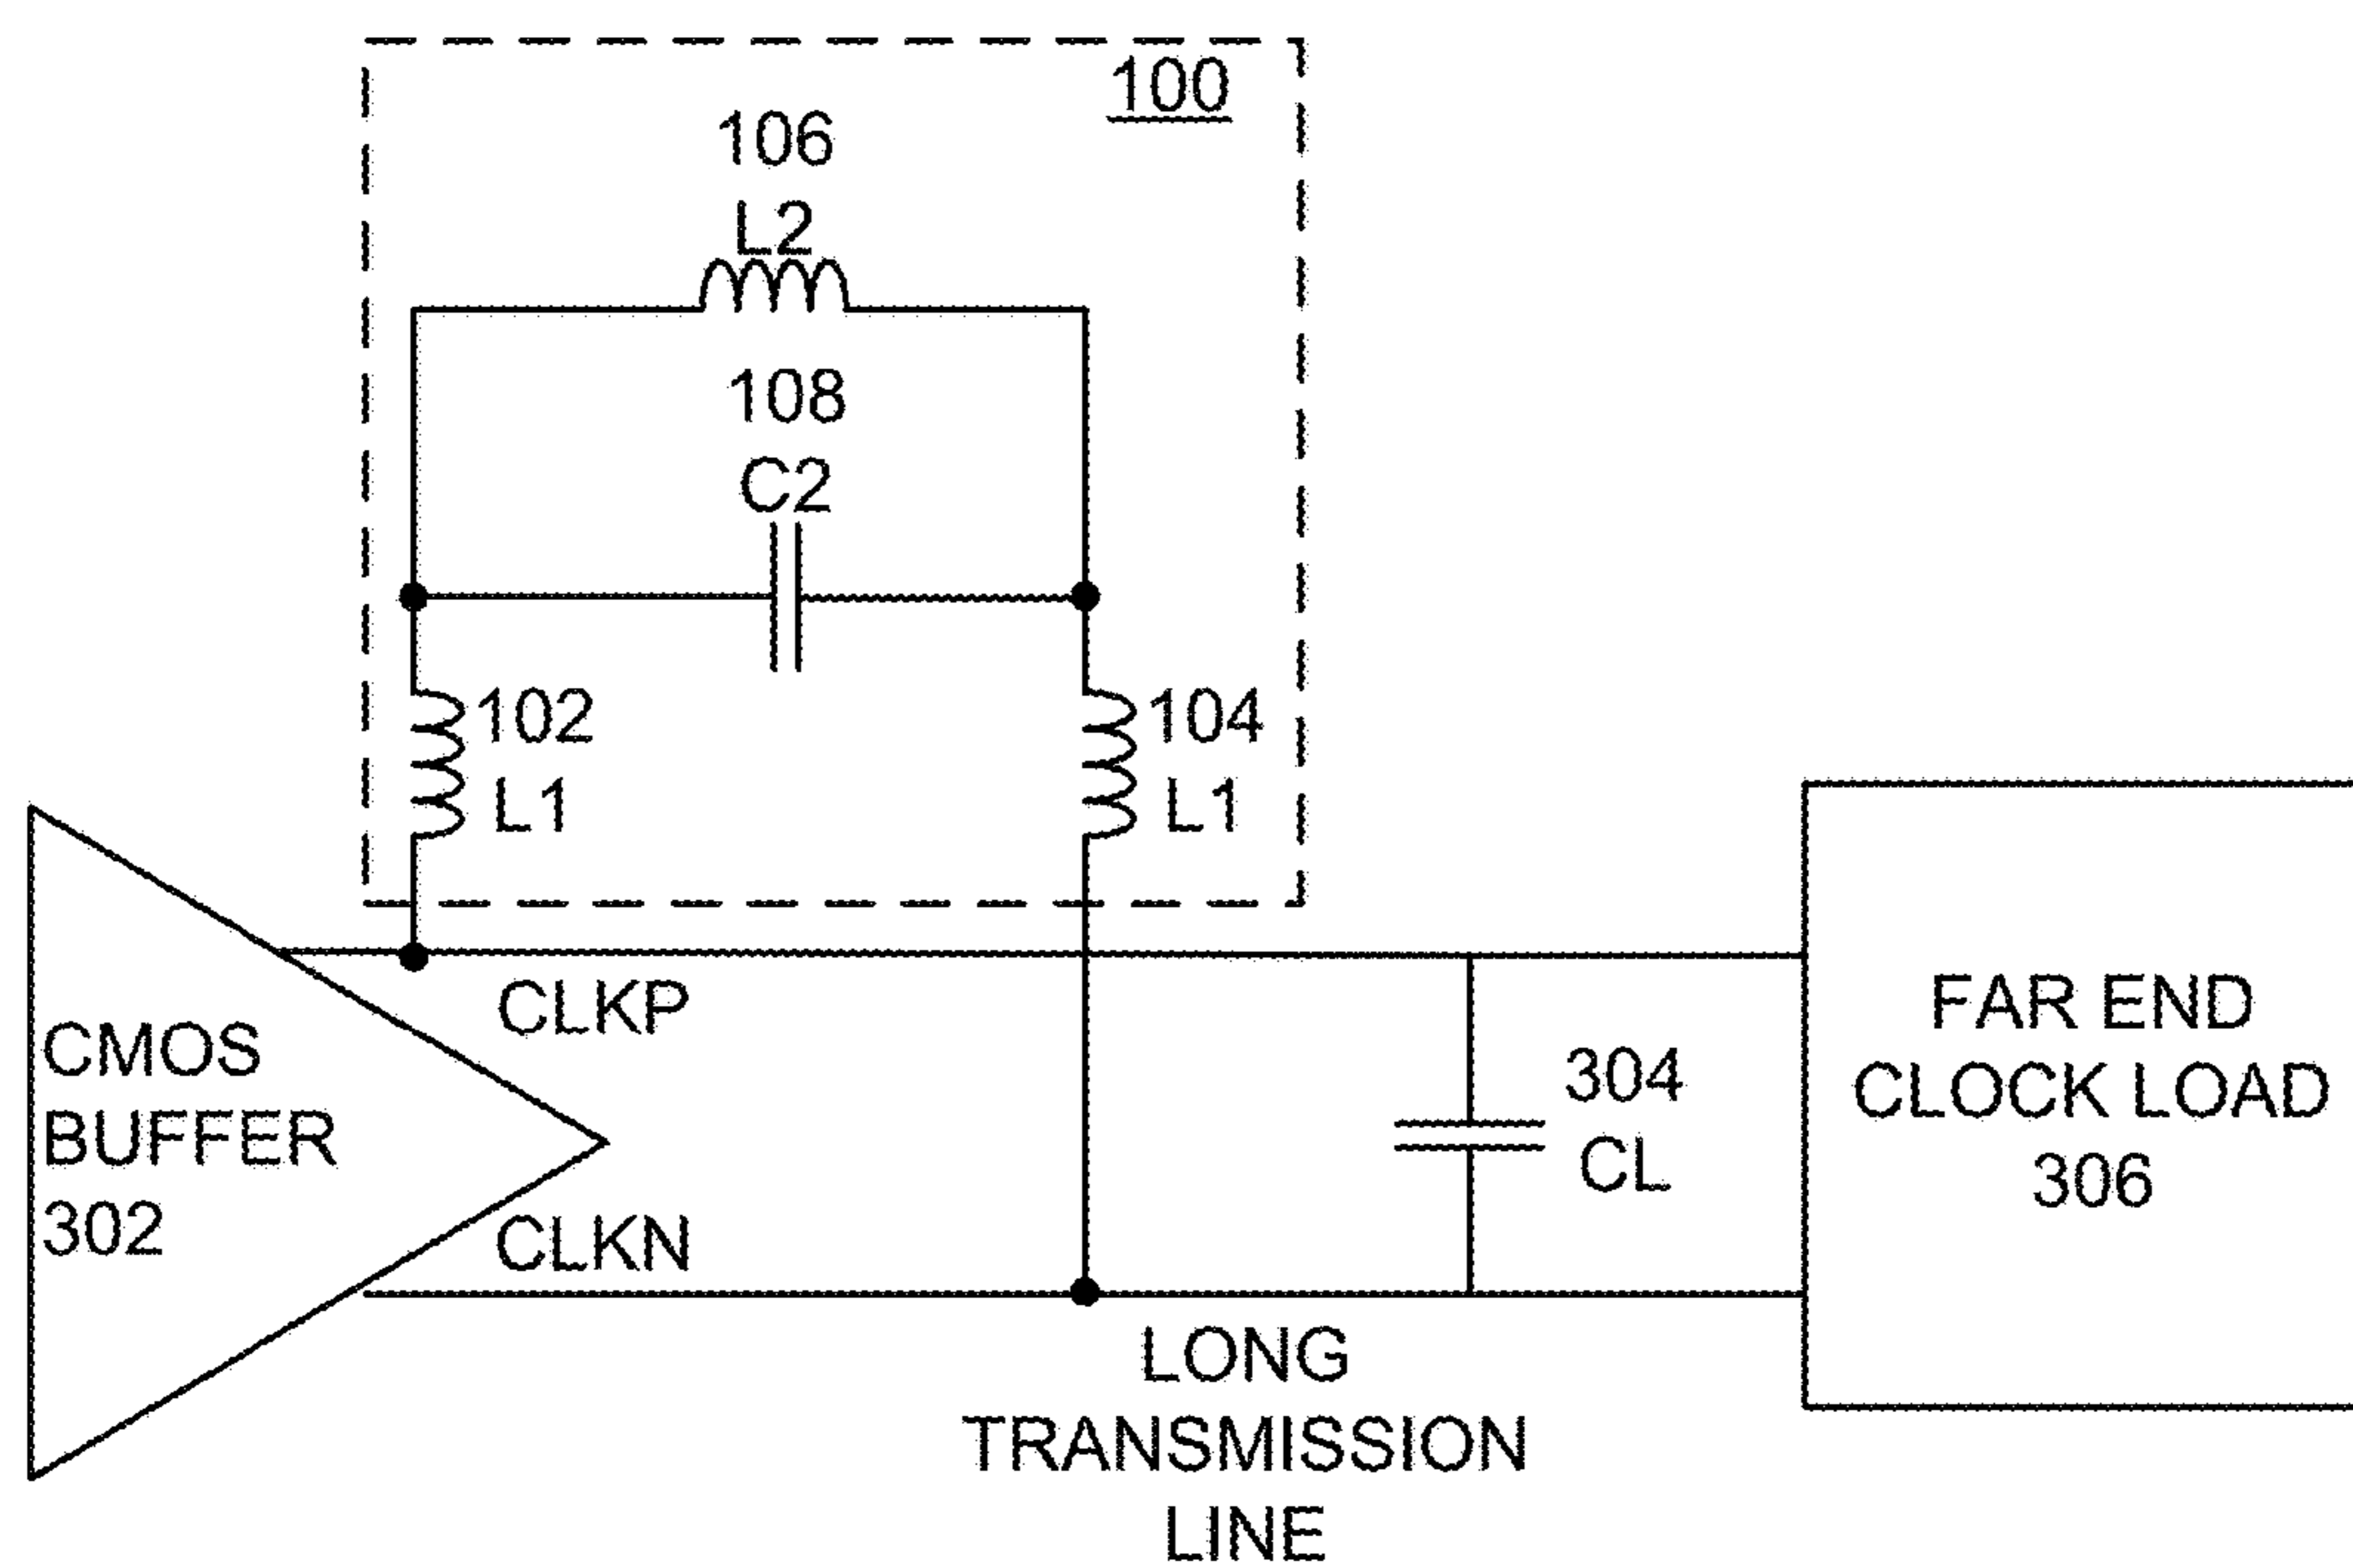 100
106
L2
108
C2
102
L1
104
L1
CLKP
CMOS
BUFFER
302
CLKN
304
CL
FAR END
CLOCK LOAD
306
LONG
TRANSMISSION
LINE